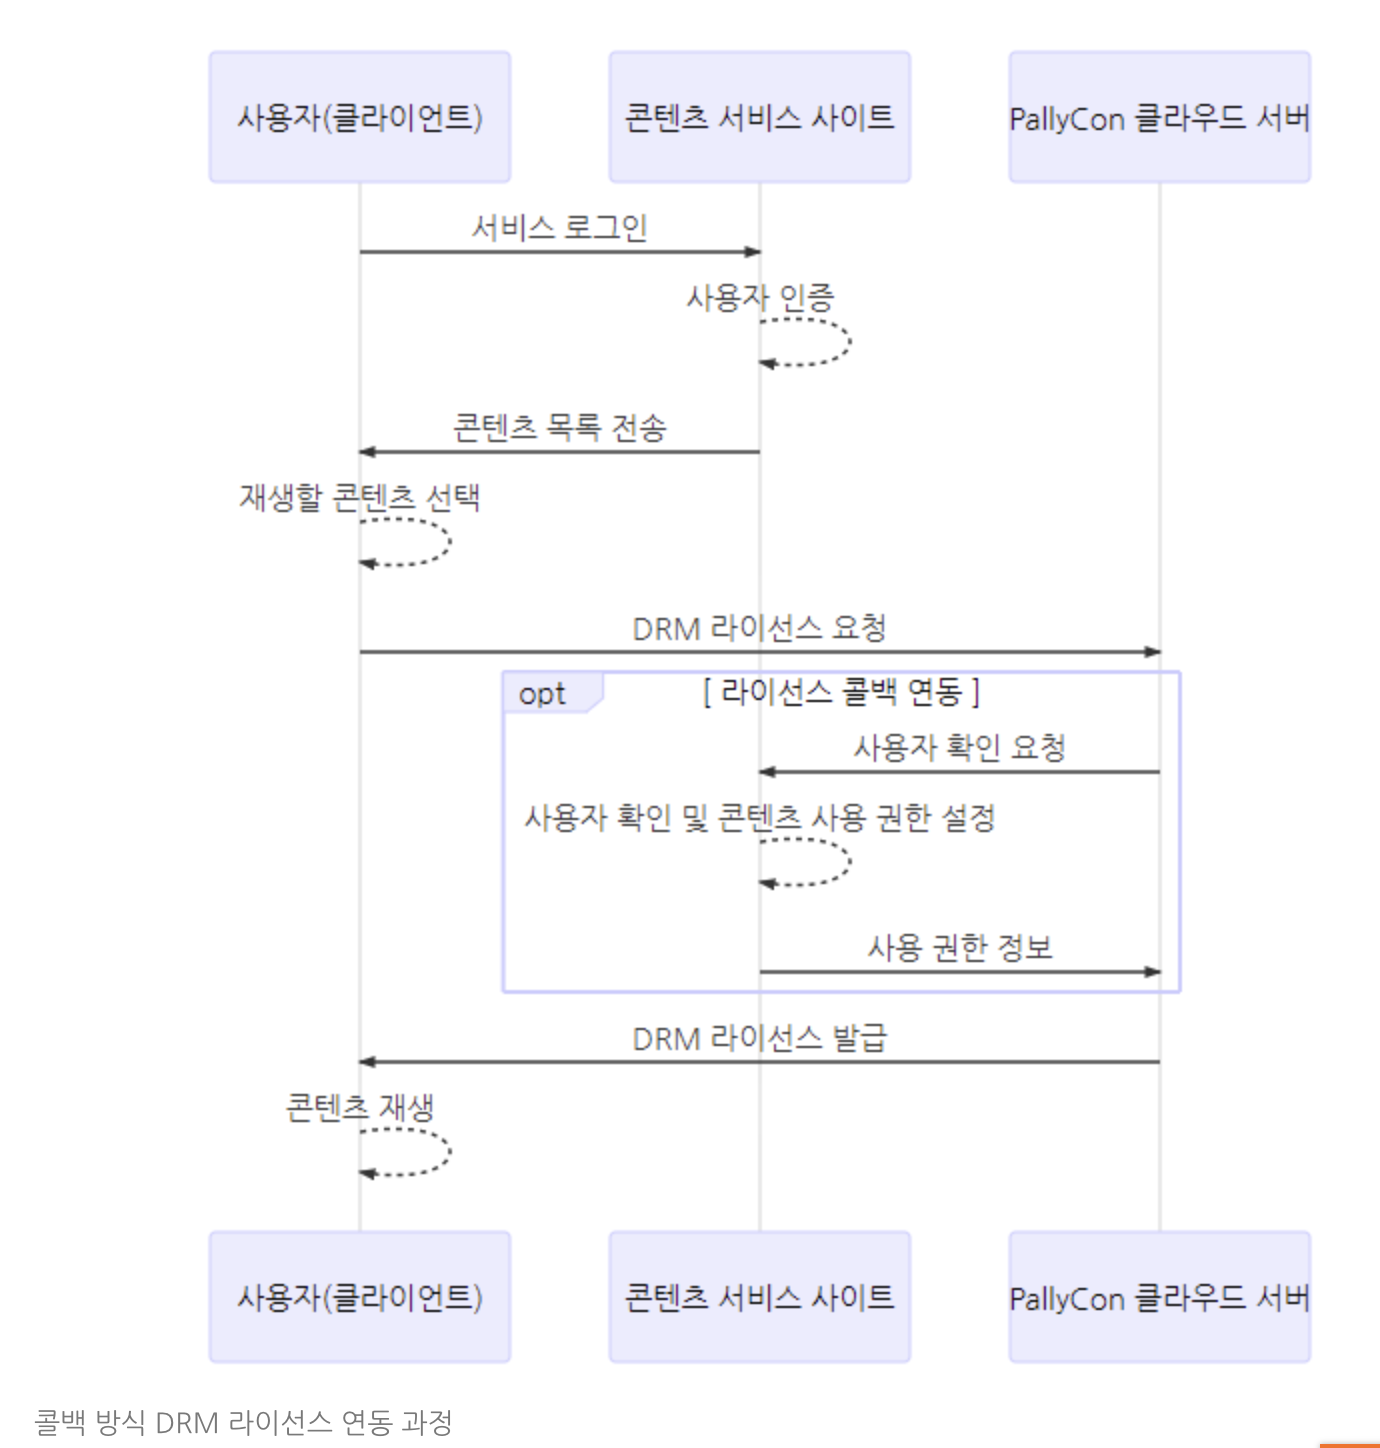 사용자(클라이언트)
콘텐츠 서비스 사이트
PallyCon 클라우드 서버
서비스 로그인
사용자 인증
콘텐츠 목록 전송
재생할 콘텐츠 선택
DRM 라이선스 요청
opt
[ 라이선스 콜백 연동 ]
사용자 확인 요청
사용자 확인 및 콘텐츠 사용 권한 설정
사용 권한 정보
DRM 라이선스 발급
콘텐츠 재생
사용자(클라이언트)
콘텐츠 서비스 사이트
PallyCon 클라우드 서버
콜백 방식 DRM 라이선스 연동 과정